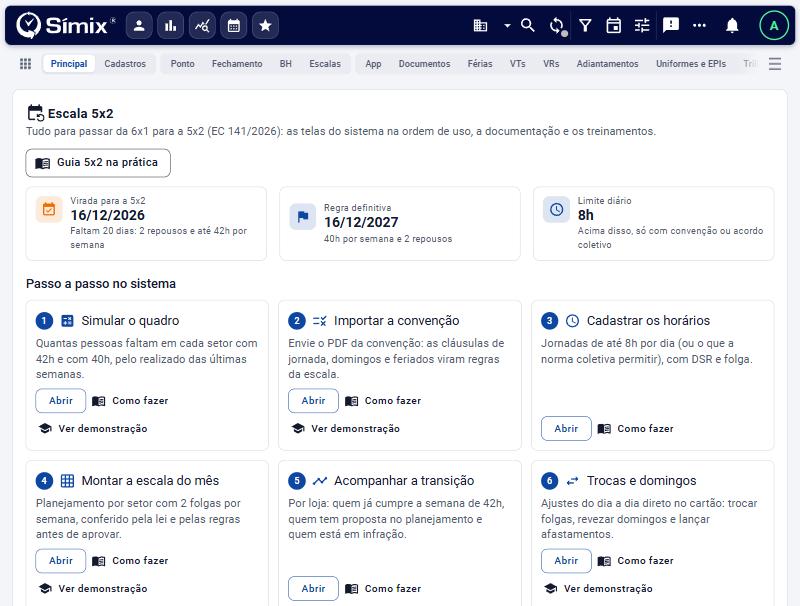 Símix®
A
Principal
Cadastros
Ponto
Fechamento
BH
Escalas
App
Documentos
Férias
VTs
VRs
Adiantamentos
Uniformes e EPIs
Escala 5x2
Tudo para passar da 6x1 para a 5x2 (EC 141/2026): as telas do sistema na ordem de uso, a documentação e os treinamentos.
Guia 5x2 na prática
Virada para a 5x2
16/12/2026
Faltam 20 dias: 2 repousos e até 42h por
semana
Regra definitiva
16/12/2027
40h por semana e 2 repousos
Limite diário
8h
Acima disso, só com convenção ou acordo
coletivo
Passo a passo no sistema
1 Simular o quadro
Quantas pessoas faltam em cada setor com
42h e com 40h, pelo realizado das últimas
semanas.
Abrir Como fazer
Ver demonstração
2 Importar a convenção
Envie o PDF da convenção: as cláusulas de
jornada, domingos e feriados viram regras
da escala.
Abrir Como fazer
Ver demonstração
3 Cadastrar os horários
Jornadas de até 8h por dia (ou o que a
norma coletiva permitir), com DSR e folga.
Abrir Como fazer
4 Montar a escala do mês
Planejamento por setor com 2 folgas por
semana, conferido pela lei e pelas regras
antes de aprovar.
Abrir Como fazer
Ver demonstração
5 Acompanhar a transição
Por loja: quem já cumpre a semana de 42h,
quem tem proposta no planejamento e
quem está em infração.
Abrir Como fazer
6 Trocas e domingos
Ajustes do dia a dia direto no cartão: trocar
folgas, revezar domingos e lançar
afastamentos.
Abrir Como fazer
Ver demonstração